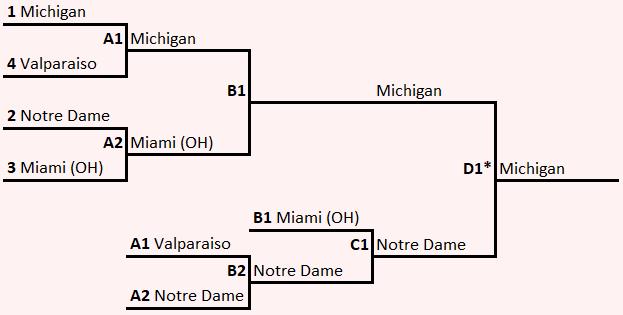 1 Michigan
A1 Michigan
4 Valparaiso
B1 Michigan
2 Notre Dame
A2 Miami (OH)
3 Miami (OH)
D1* Michigan
B1 Miami (OH)
A1 Valparaiso
C1 Notre Dame
B2 Notre Dame
A2 Notre Dame